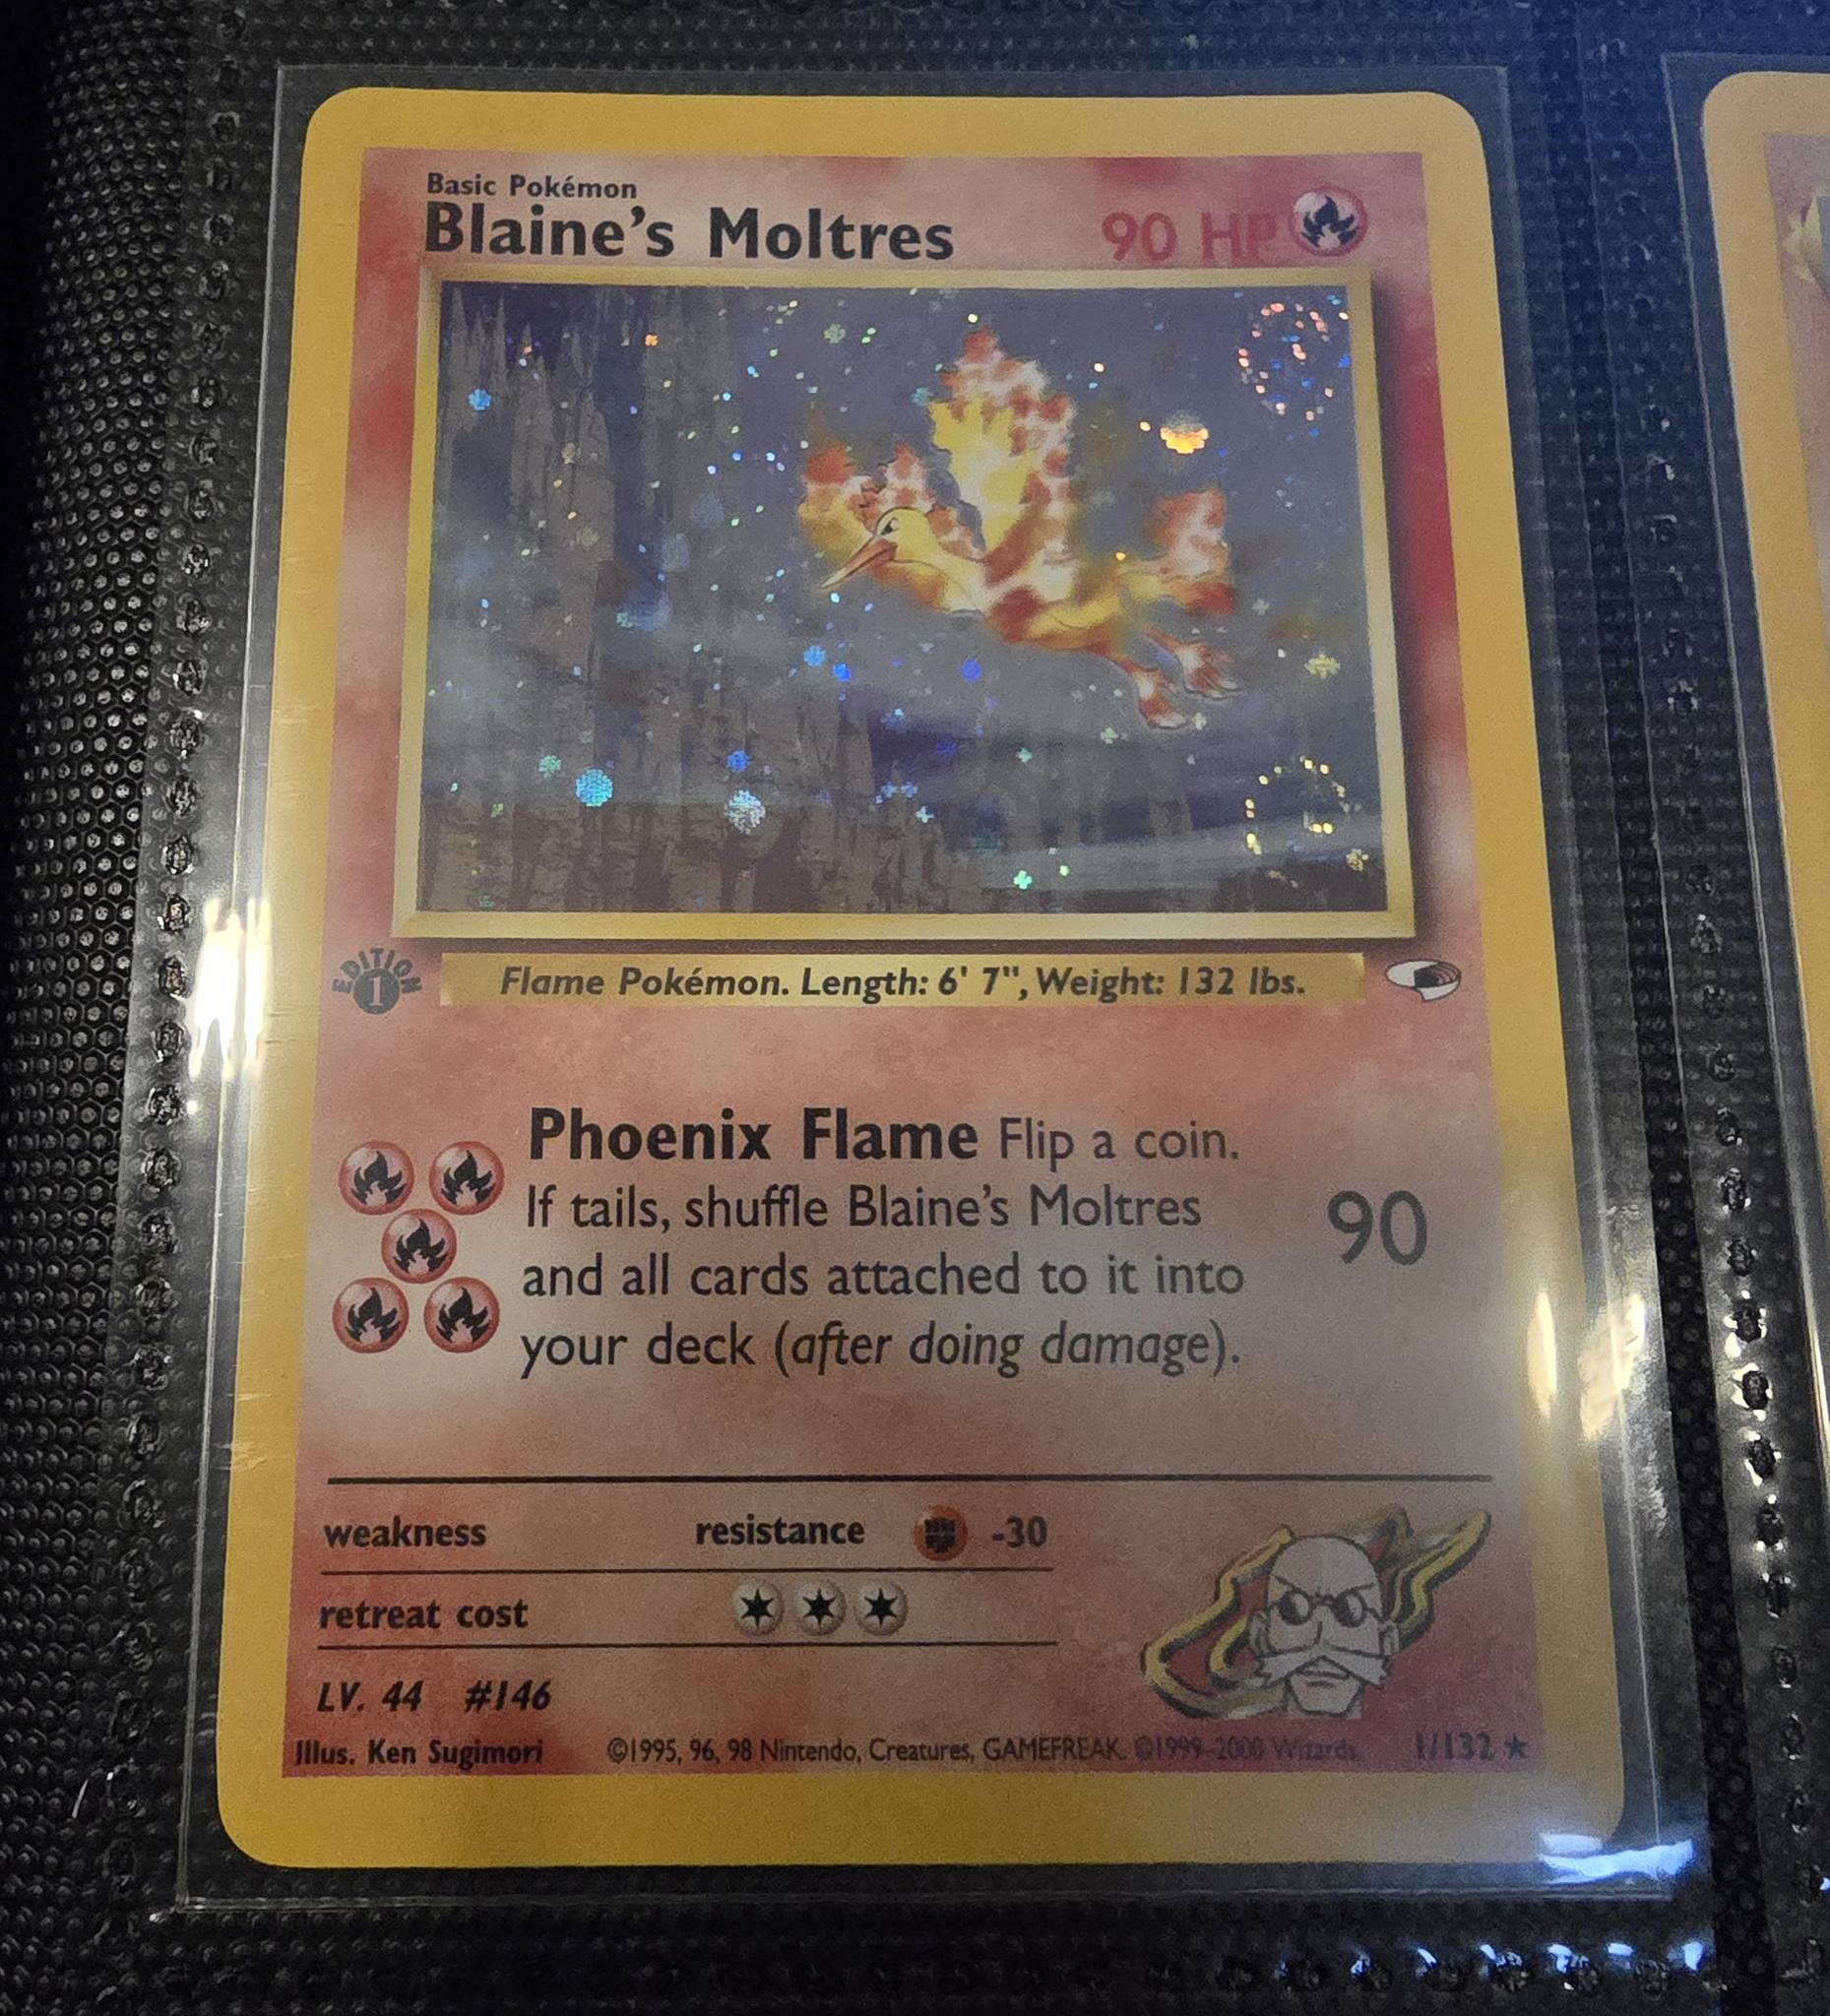 Basic Pokémon
Blaine's Moltres 90 HP
EDITION
1
Flame Pokémon. Length: 6' 7", Weight: 132 lbs.
Phoenix Flame Flip a coin.
If tails, shuffle Blaine's Moltres
and all cards attached to it into
your deck (after doing damage).
90
weakness resistance -30
retreat cost
LV. 44 #146
Illus. Ken Sugimori ©1995, 96, 98 Nintendo, Creatures, GAMEFREAK. ©1999-2000 Wizards. 1/132 ★